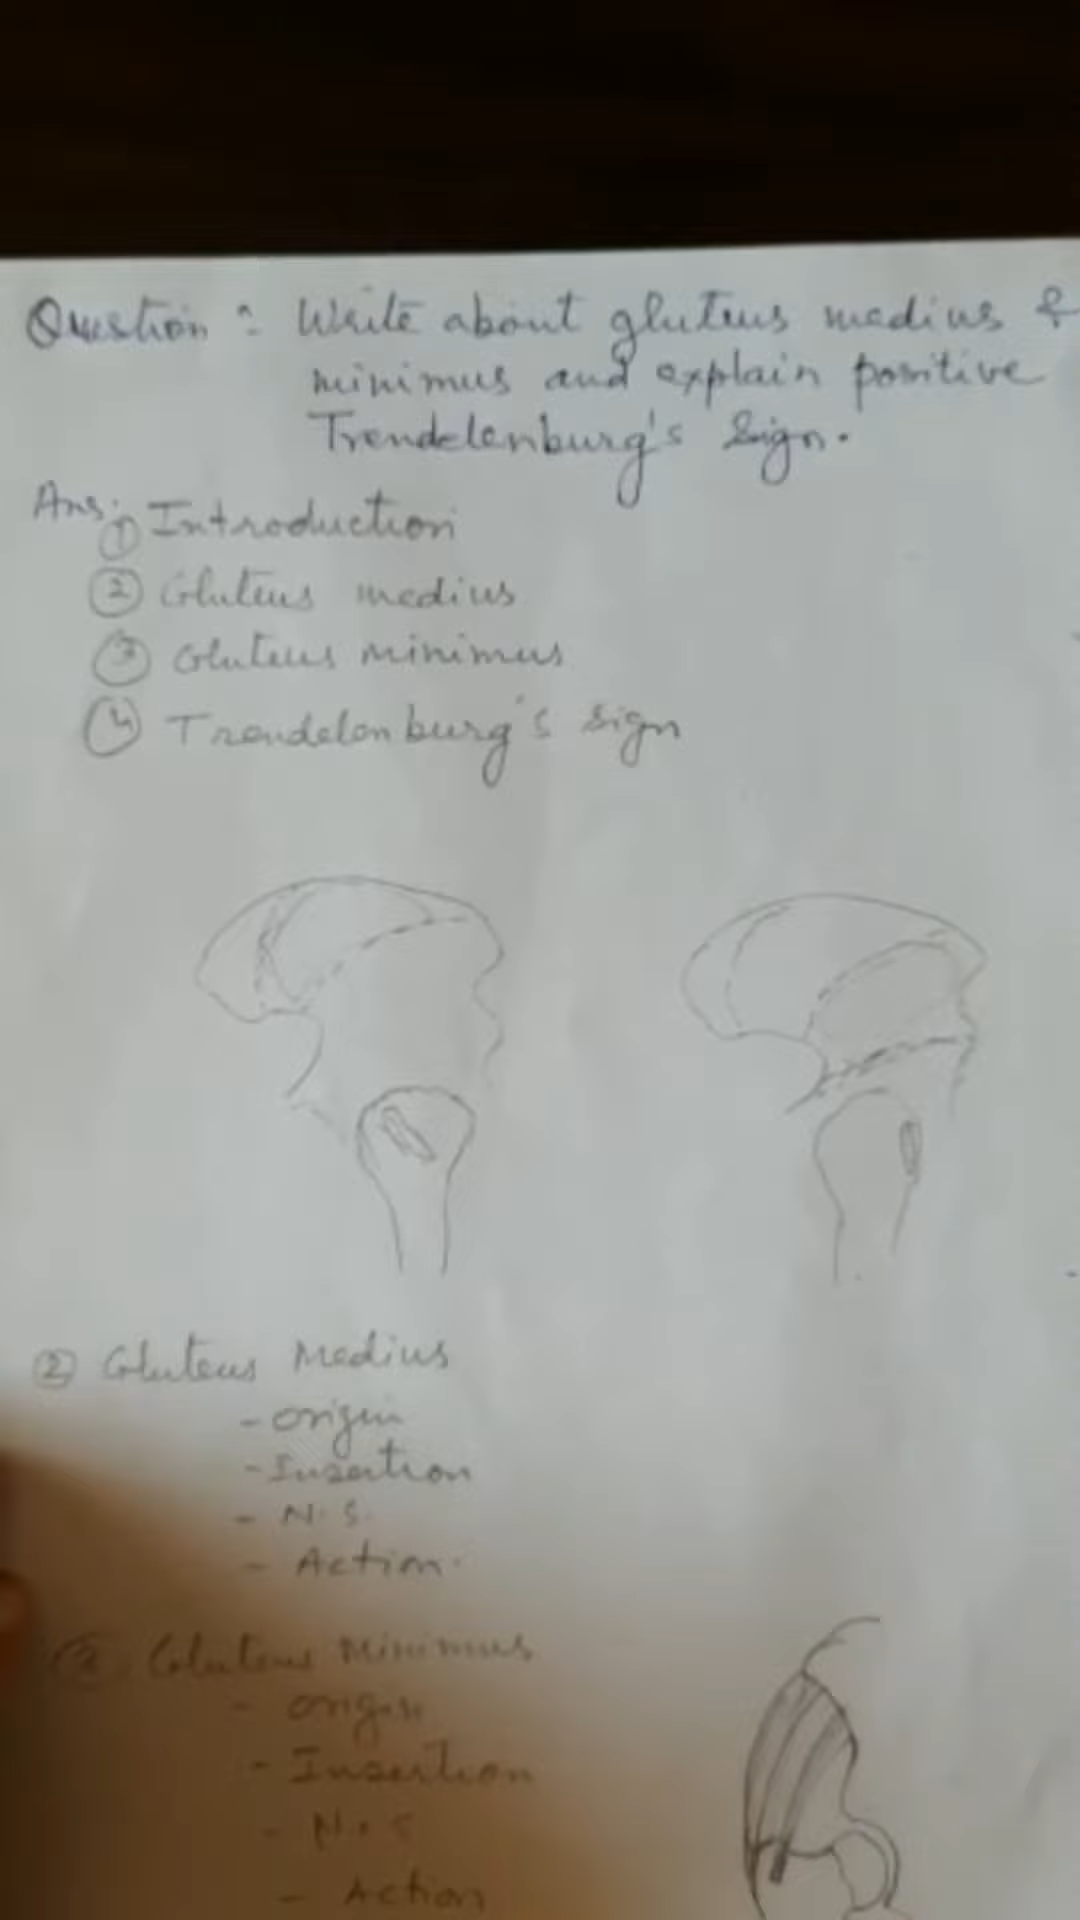 Question :- Write about gluteus medius &
minimus and explain positive
Trendelenburg's sign.
Ans:- ① Introduction
② Gluteus medius
③ Gluteus minimus
④ Trendelenburg's sign
② Gluteus Medius
- Origin
- Insertion
- N.S.
- Action.
③ Gluteus Minimus
- Origin
- Insertion
- N.S
- Action